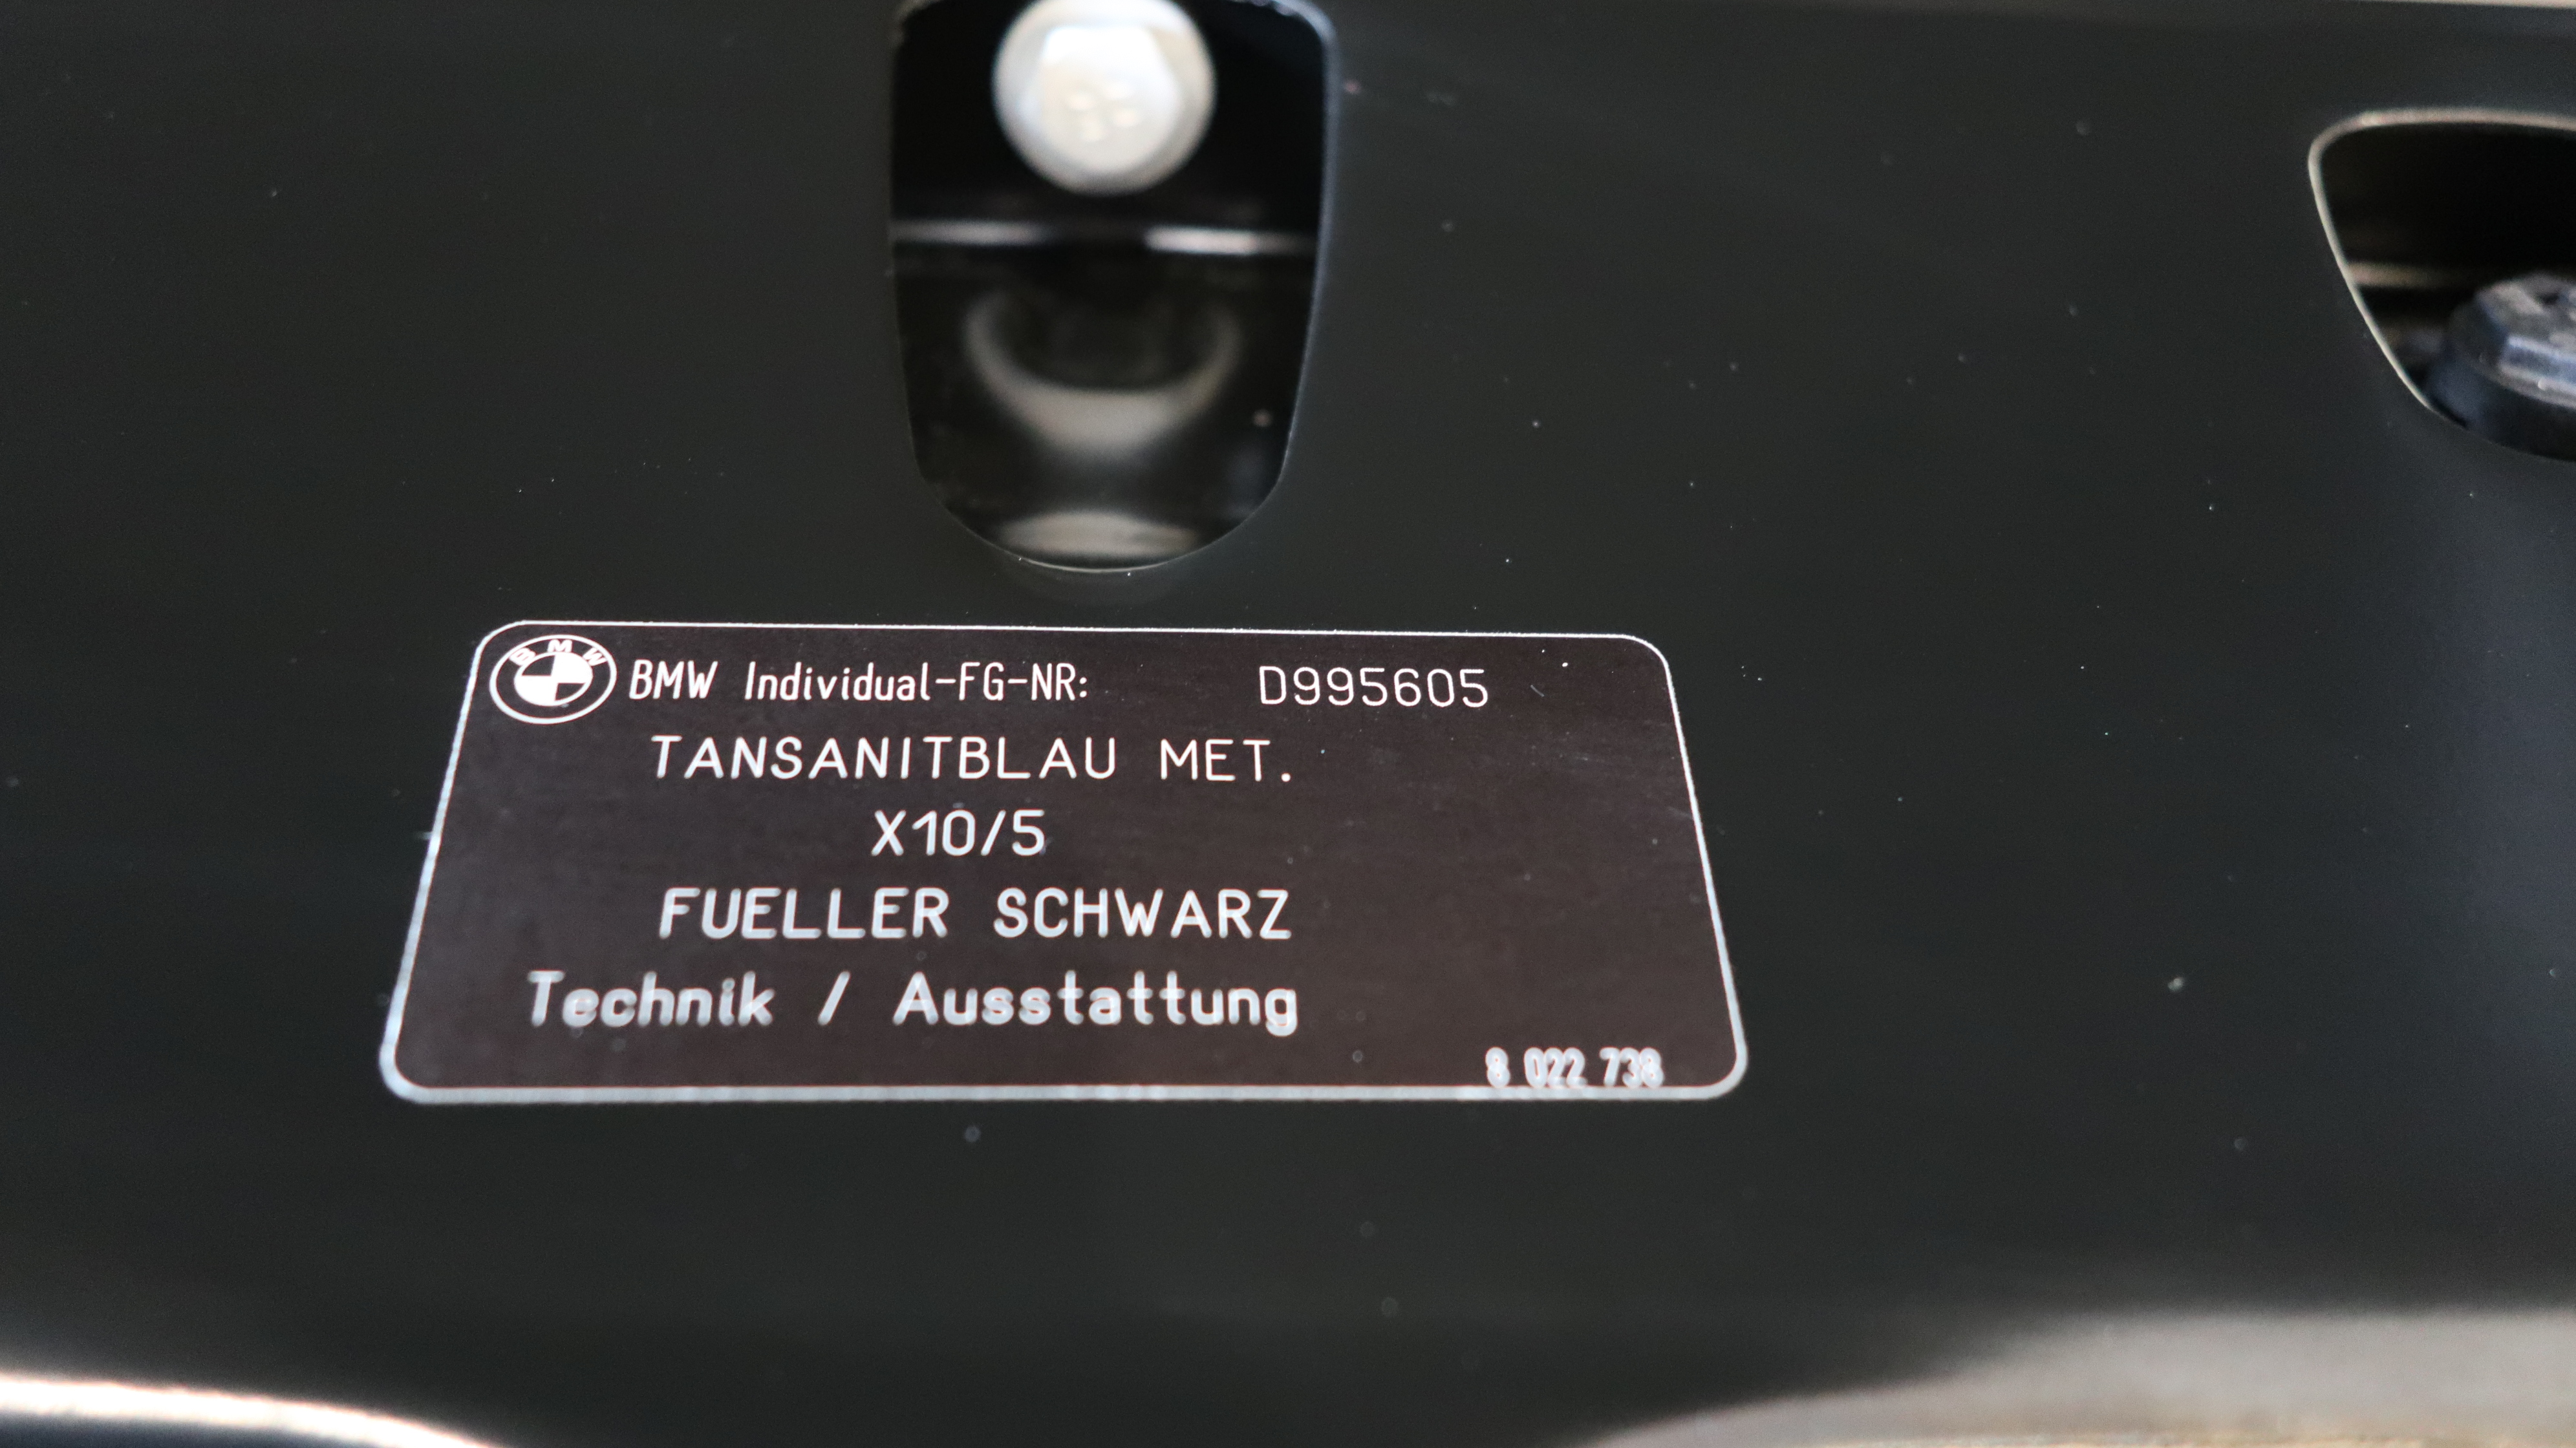 BMW BMW Individual-FG-NR: D995605
TANSANITBLAU MET.
X10/5
FUELLER SCHWARZ
Technik / Ausstattung
8 022 738